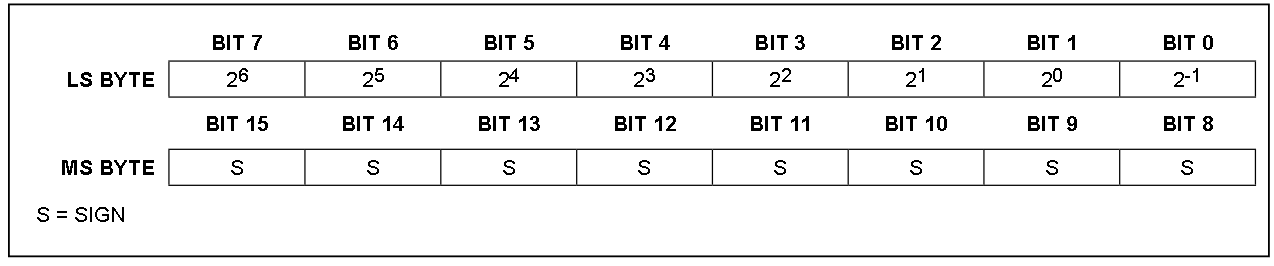 BIT 7 BIT 6 BIT 5 BIT 4 BIT 3 BIT 2 BIT 1 BIT 0
LS BYTE 2⁶ 2⁵ 2⁴ 2³ 2² 2¹ 2⁰ 2⁻¹
BIT 15 BIT 14 BIT 13 BIT 12 BIT 11 BIT 10 BIT 9 BIT 8
MS BYTE S S S S S S S S
S = SIGN